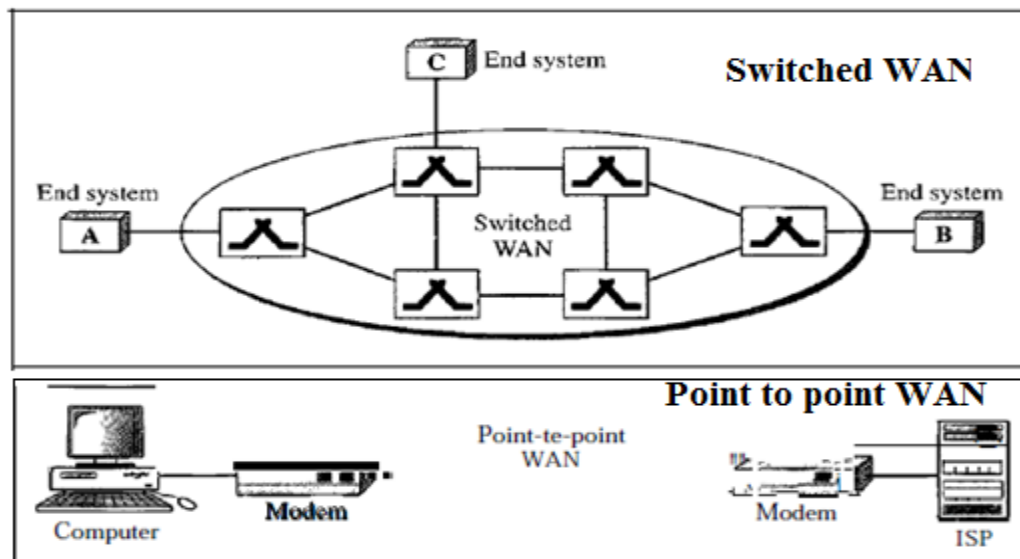 C
End system
Switched WAN
End system
A
Switched
WAN
End system
B
Point to point WAN
Point-te-point
WAN
Computer
Modem
Modem
ISP